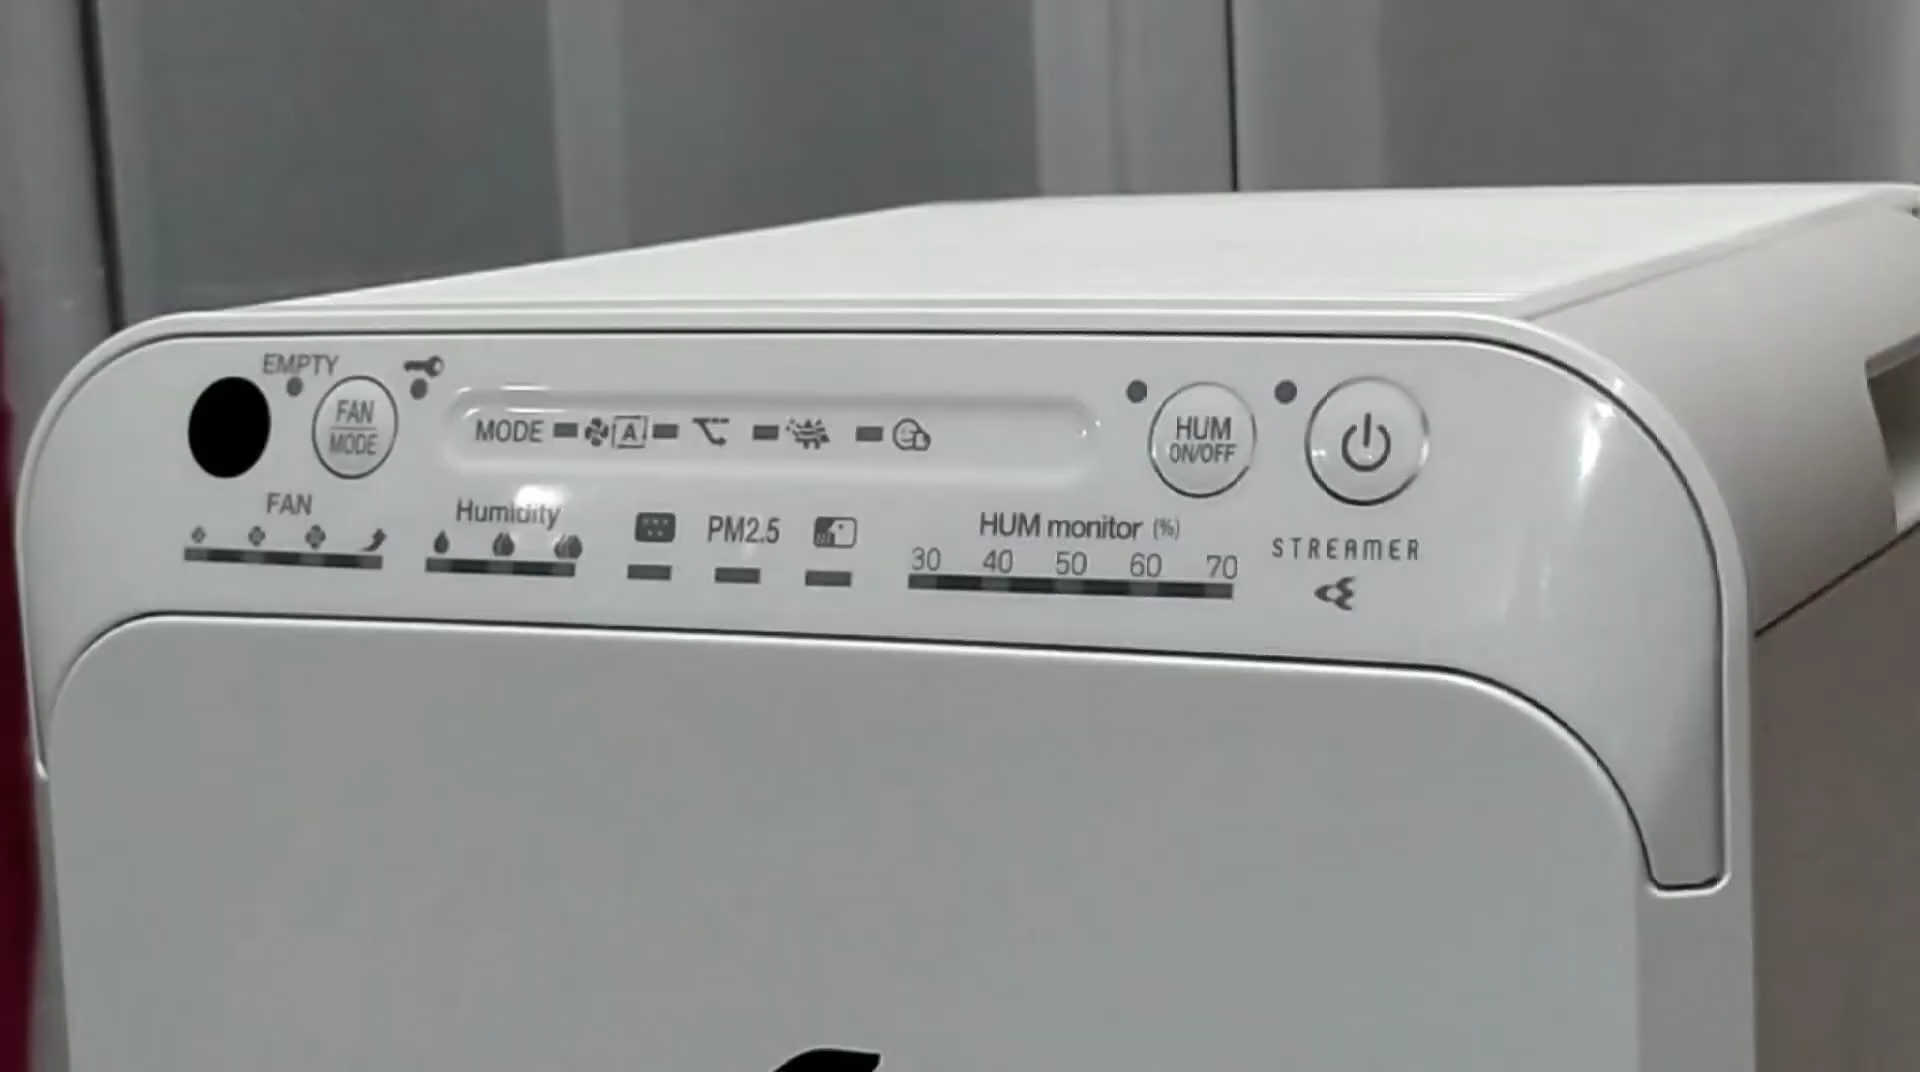 EMPTY
FAN
MODE
MODE
A
HUM
ON/OFF
FAN
Humidity
PM2.5
HUM monitor (%)
30 40 50 60 70
STREAMER